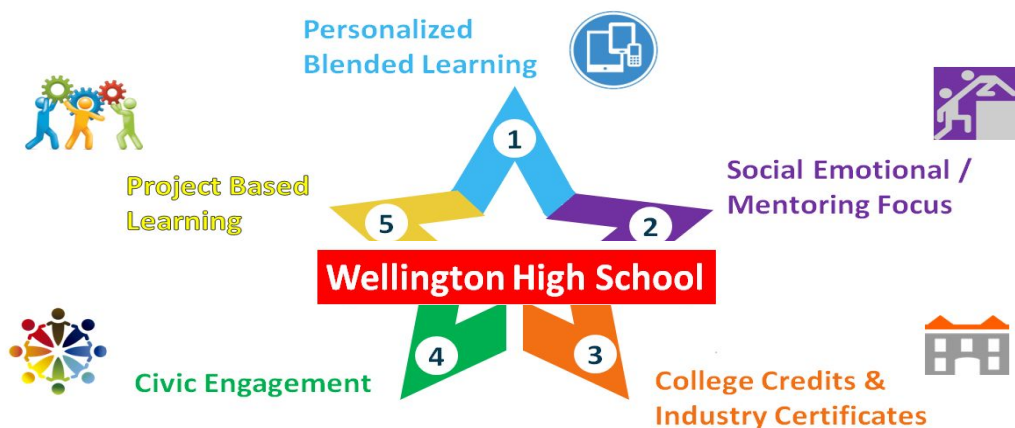 Personalized
Blended Learning
1
Social Emotional /
Mentoring Focus
2
Project Based
Learning
5
Wellington High School
4
Civic Engagement
3
College Credits &
Industry Certificates